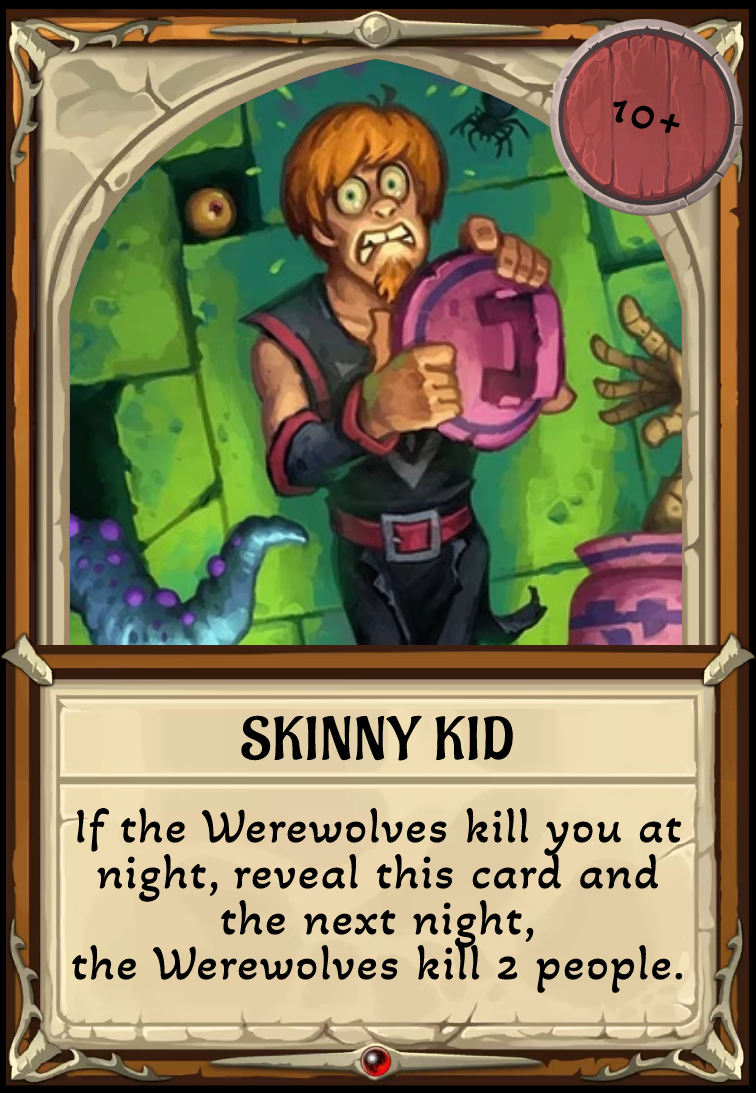 10+
SKINNY KID
If the Werewolves kill you at
night, reveal this card and
the next night,
the Werewolves kill 2 people.